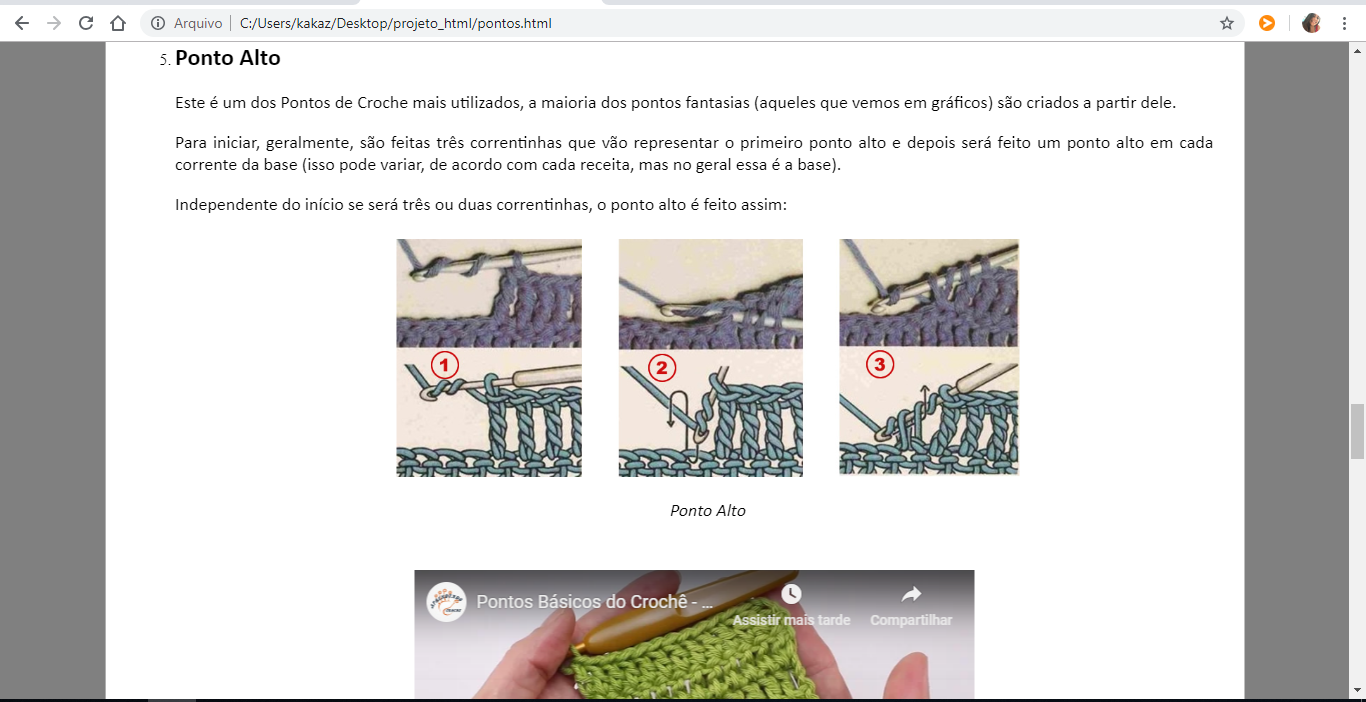 Arquivo | C:/Users/kakaz/Desktop/projeto_html/pontos.html
5. Ponto Alto
Este é um dos Pontos de Croche mais utilizados, a maioria dos pontos fantasias (aqueles que vemos em gráficos) são criados a partir dele.
Para iniciar, geralmente, são feitas três correntinhas que vão representar o primeiro ponto alto e depois será feito um ponto alto em cada
corrente da base (isso pode variar, de acordo com cada receita, mas no geral essa é a base).
Independente do início se será três ou duas correntinhas, o ponto alto é feito assim:
1
2
3
Ponto Alto
Pontos Básicos do Crochê - ...
Assistir mais tarde
Compartilhar